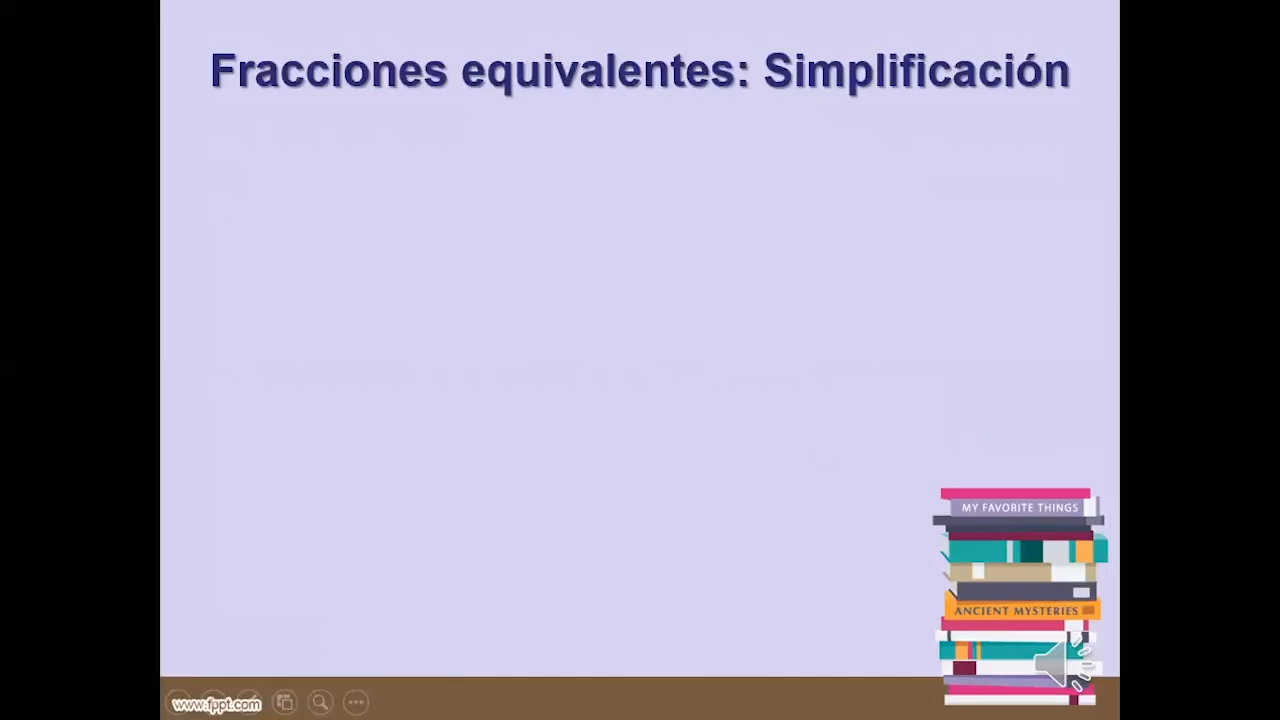 Fracciones equivalentes: Simplificación
MY FAVORITE THINGS
ANCIENT MYSTERIES
www.fppt.com